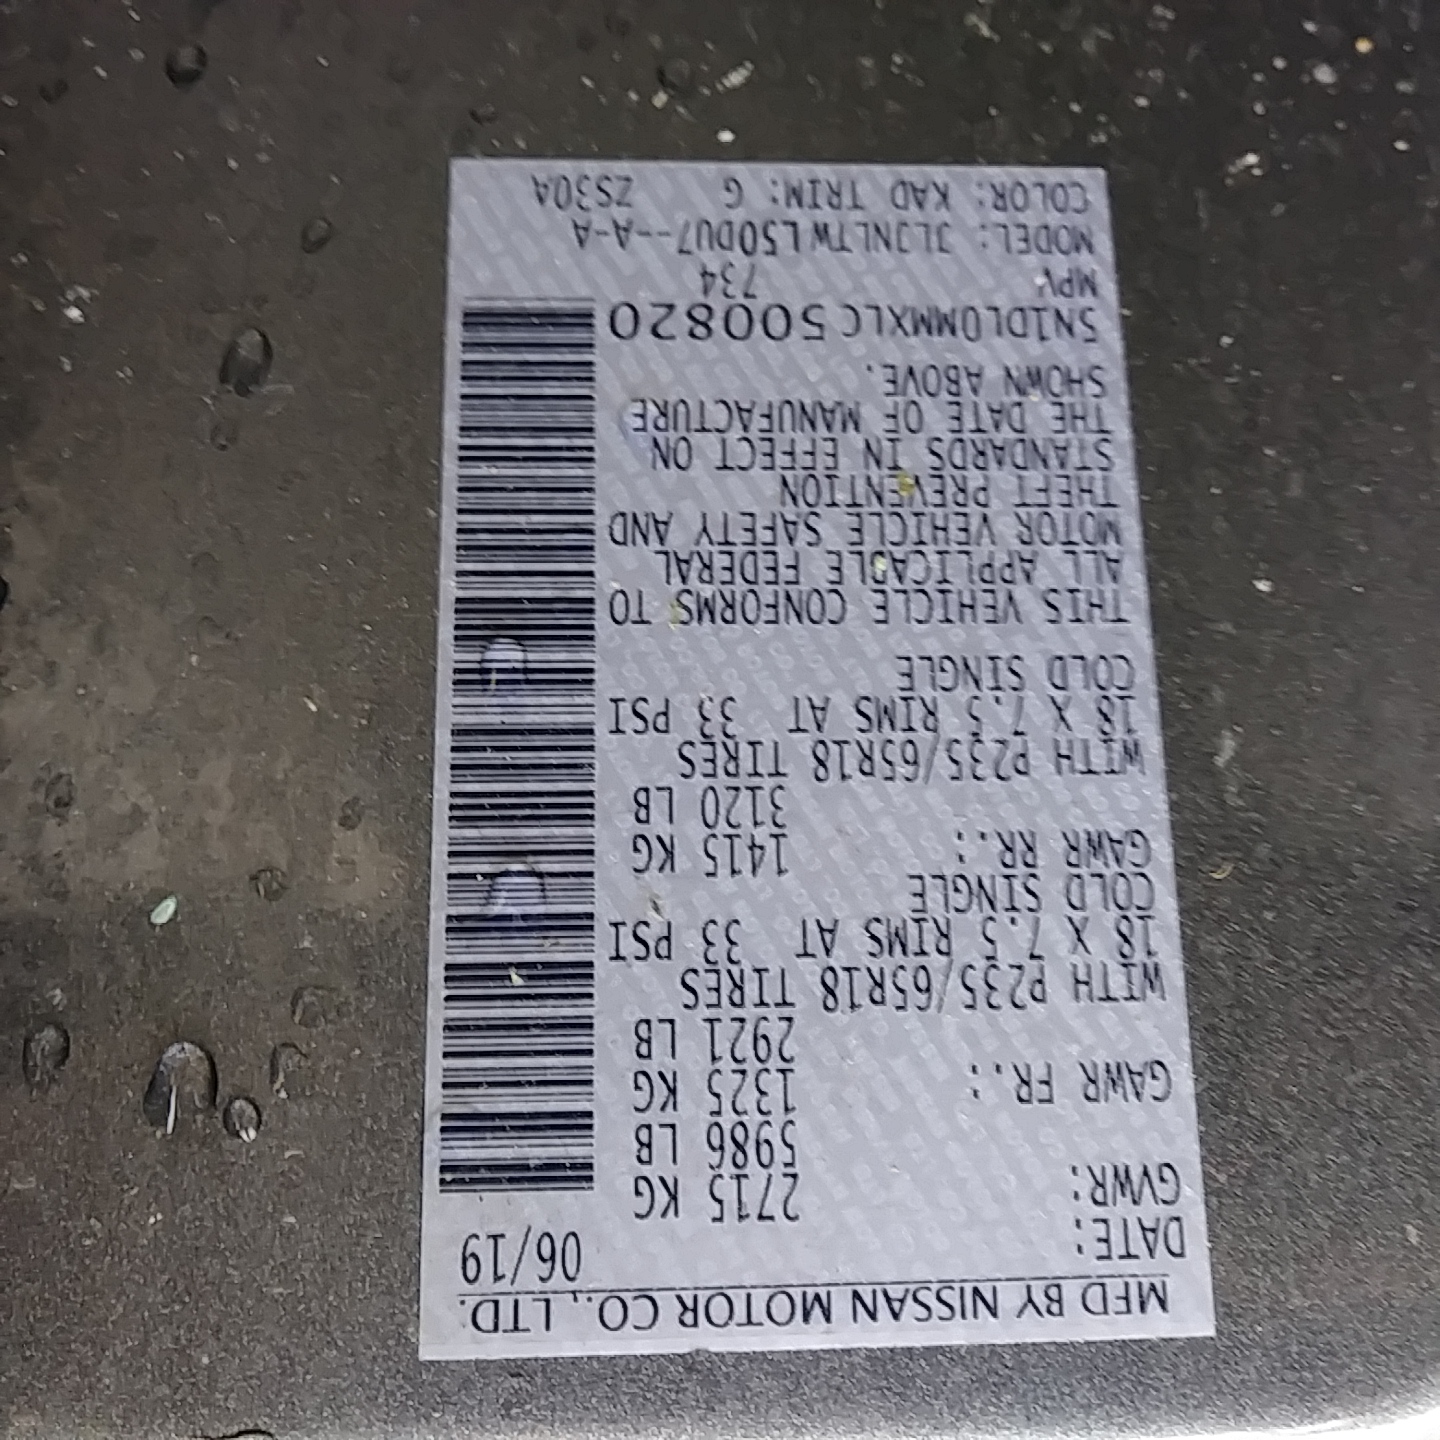 MFD BY NISSAN MOTOR CO., LTD.
DATE: 06/19
GVWR: 2715 KG
5986 LB
GAWR FR.: 1325 KG
2921 LB
WITH P235/65R18 TIRES
18 X 7.5 RIMS AT 33 PSI
COLD SINGLE
GAWR RR.: 1415 KG
3120 LB
WITH P235/65R18 TIRES
18 X 7.5 RIMS AT 33 PSI
COLD SINGLE
THIS VEHICLE CONFORMS TO
ALL APPLICABLE FEDERAL
MOTOR VEHICLE SAFETY AND
THEFT PREVENTION
STANDARDS IN EFFECT ON
THE DATE OF MANUFACTURE
SHOWN ABOVE.
5N1DL0MMXLC500820
MPV 734
MODEL: JLJNLTWL50DU7--A-A
COLOR: KAD TRIM: G ZS30A